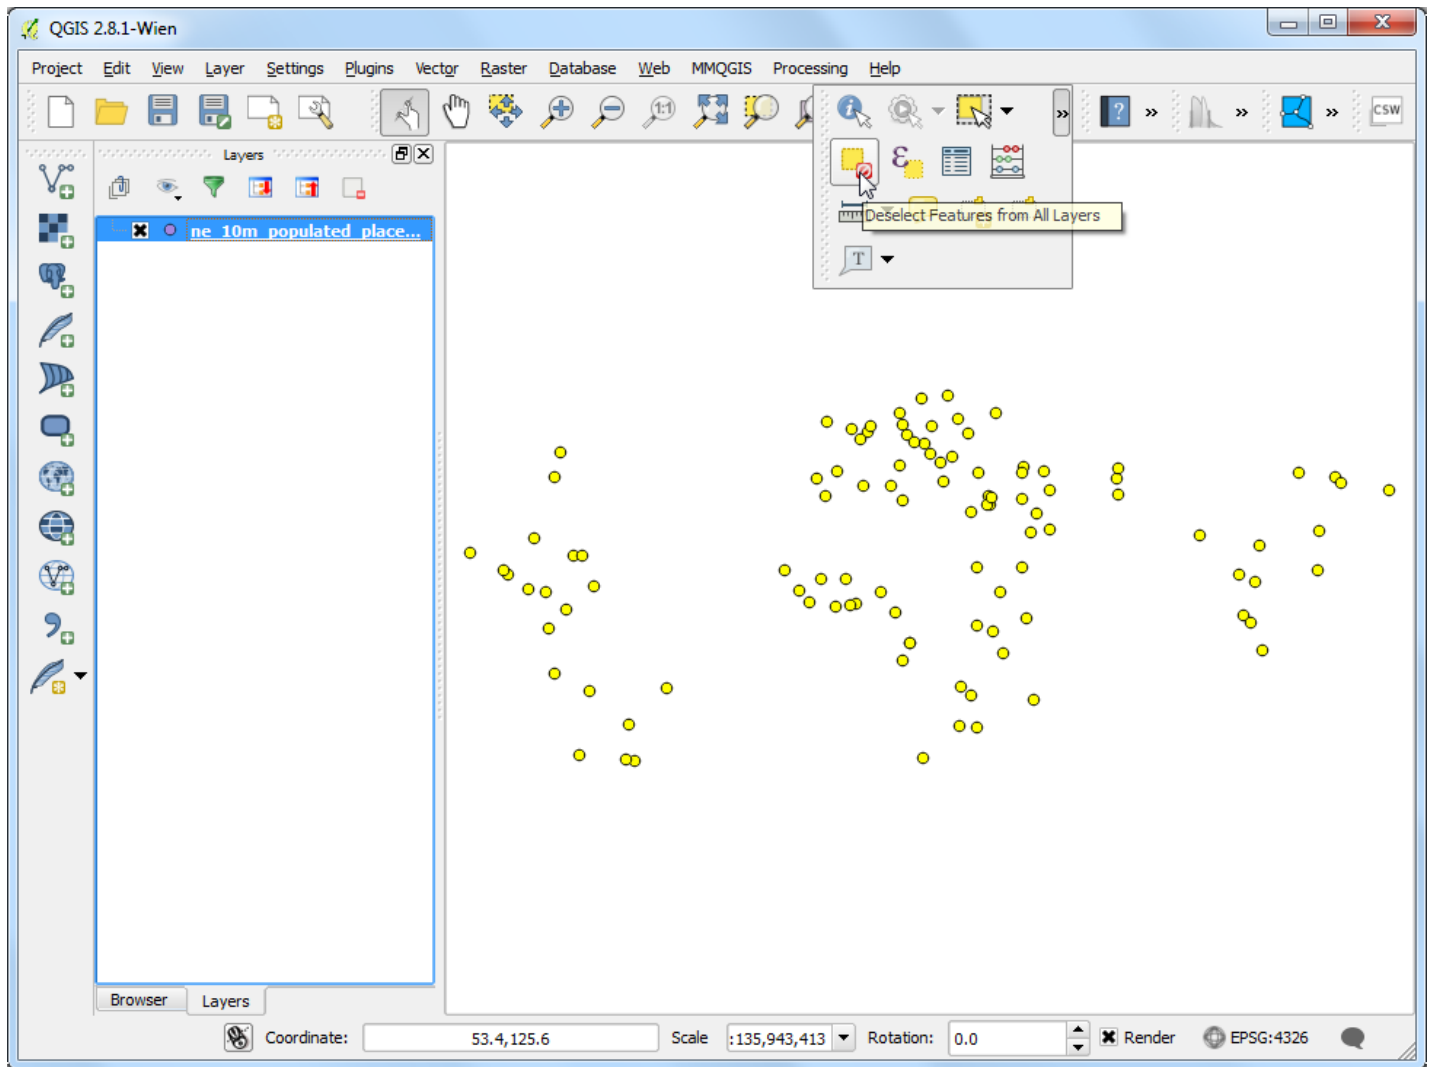 QGIS 2.8.1-Wien
Project Edit View Layer Settings Plugins Vector Raster Database Web MMQGIS Processing Help
1:1
?
CSW
Layers
ε
ne_10m_populated_place...
Deselect Features from All Layers
T
Browser Layers
Coordinate: 53.4,125.6 Scale :135,943,413 Rotation: 0.0 Render EPSG:4326